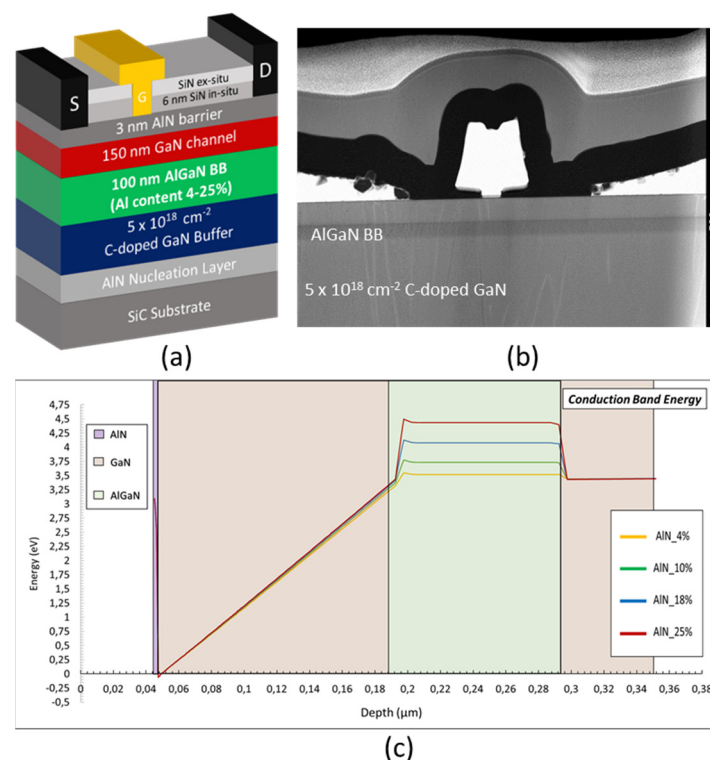 S
G
D
SiN ex-situ
6 nm SiN in-situ
3 nm AlN barrier
150 nm GaN channel
100 nm AlGaN BB
(Al content 4-25%)
5 x 10¹⁸ cm⁻²
C-doped GaN Buffer
AlN Nucleation Layer
SiC Substrate
(a)
AlGaN BB
5 x 10¹⁸ cm⁻² C-doped GaN
(b)
Conduction Band Energy
4,75
4,5
4,25
4
3,75
3,5
3,25
3
2,75
2,5
2,25
2
1,75
1,5
1,25
1
0,75
0,5
0,25
0
-0,25
-0,5
Energy (eV)
AlN
GaN
AlGaN
AlN_4%
AlN_10%
AlN_18%
AlN_25%
0
0,02
0,04
0,06
0,08
0,1
0,12
0,14
0,16
0,18
0,2
0,22
0,24
0,26
0,28
0,3
0,32
0,34
0,36
0,38
Depth (µm)
(c)